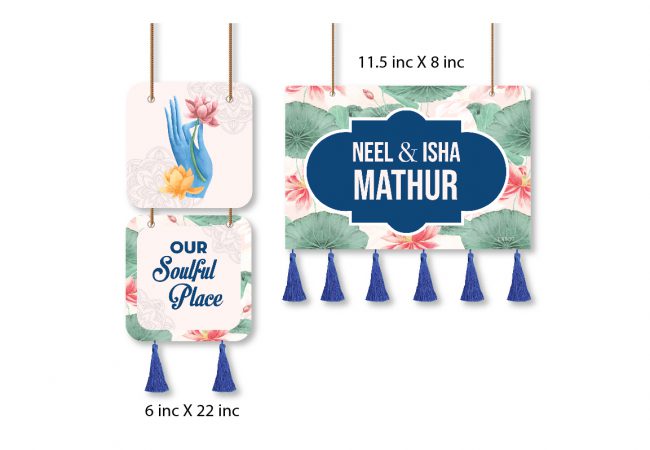 OUR
Soulful
Place
6 inc X 22 inc
11.5 inc X 8 inc
NEEL & ISHA
MATHUR